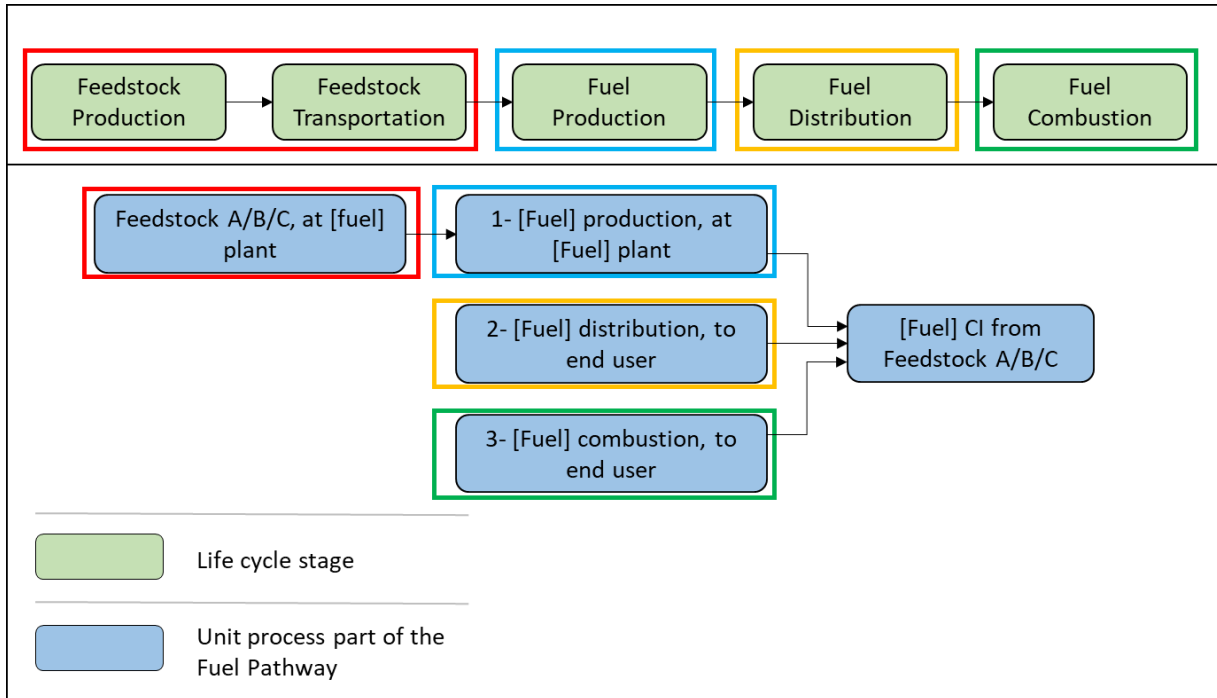 Feedstock
Production
Feedstock
Transportation
Fuel
Production
Fuel
Distribution
Fuel
Combustion
Feedstock A/B/C, at [fuel]
plant
1- [Fuel] production, at
[Fuel] plant
2- [Fuel] distribution, to
end user
3- [Fuel] combustion, to
end user
[Fuel] CI from
Feedstock A/B/C
Life cycle stage
Unit process part of the
Fuel Pathway